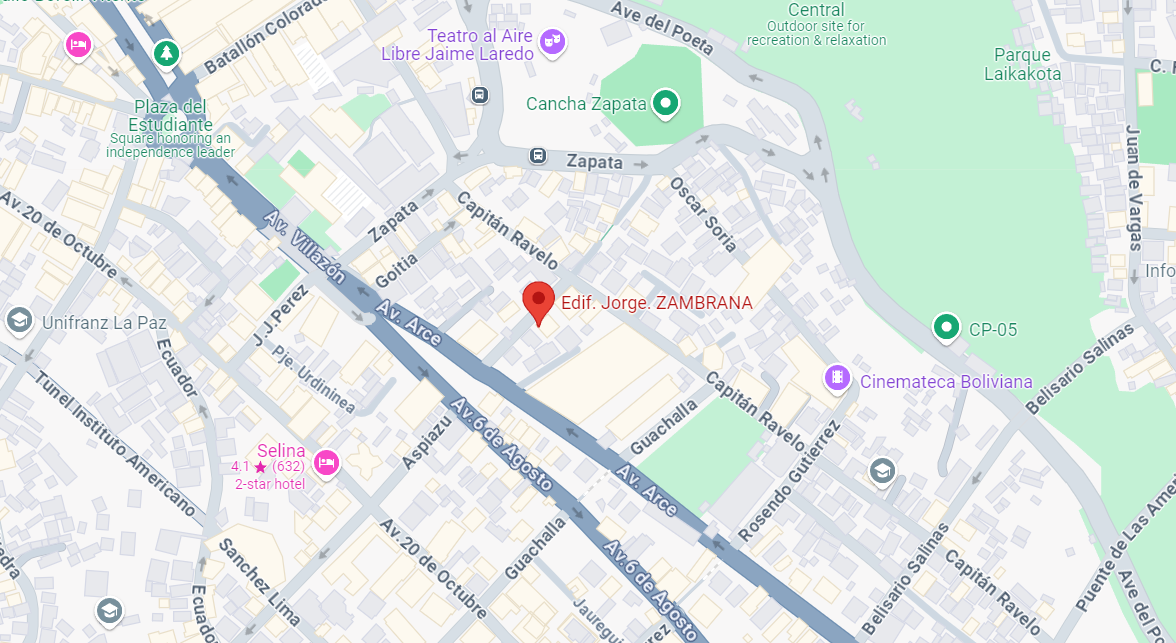 Batallón Colorados
Plaza del
Estudiante
Square honoring an
independence leader
Teatro al Aire
Libre Jaime Laredo
Ave del Poeta
Central
Outdoor site for
recreation & relaxation
Parque
Laikakota
Juan de Vargas
Cancha Zapata
Zapata
Av.20 de Octubre
Av. Villazón
Zapata
Goitia
Capitán Ravelo
Oscar Soria
Edif. Jorge. ZAMBRANA
Av. Arce
Unifranz La Paz
J.J.Perez
Pje. Urdininea
Ecuador
CP-05
Info
Belisario Salinas
Cinemateca Boliviana
Tunel Instituto Americano
Selina
4.1 ★ (632)
2-star hotel
Aspiazu
Av.6 de Agosto
Guachalla
Capitán Ravelo
Av. Arce
Rosendo Gutierrez
Sanchez Lima
Av.20 de Octubre
Guachalla
Av.6 de Agosto
Belisario Salinas
Capitán Ravelo
Puente de Las Amer
Ave del P
Ecuador
Jauregui